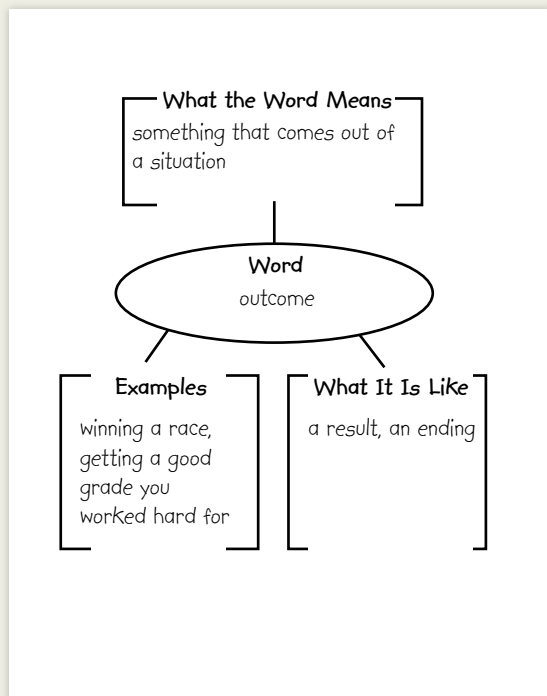 What the Word Means
something that comes out of
a situation
Word
outcome
Examples
winning a race,
getting a good
grade you
worked hard for
What It Is Like
a result, an ending